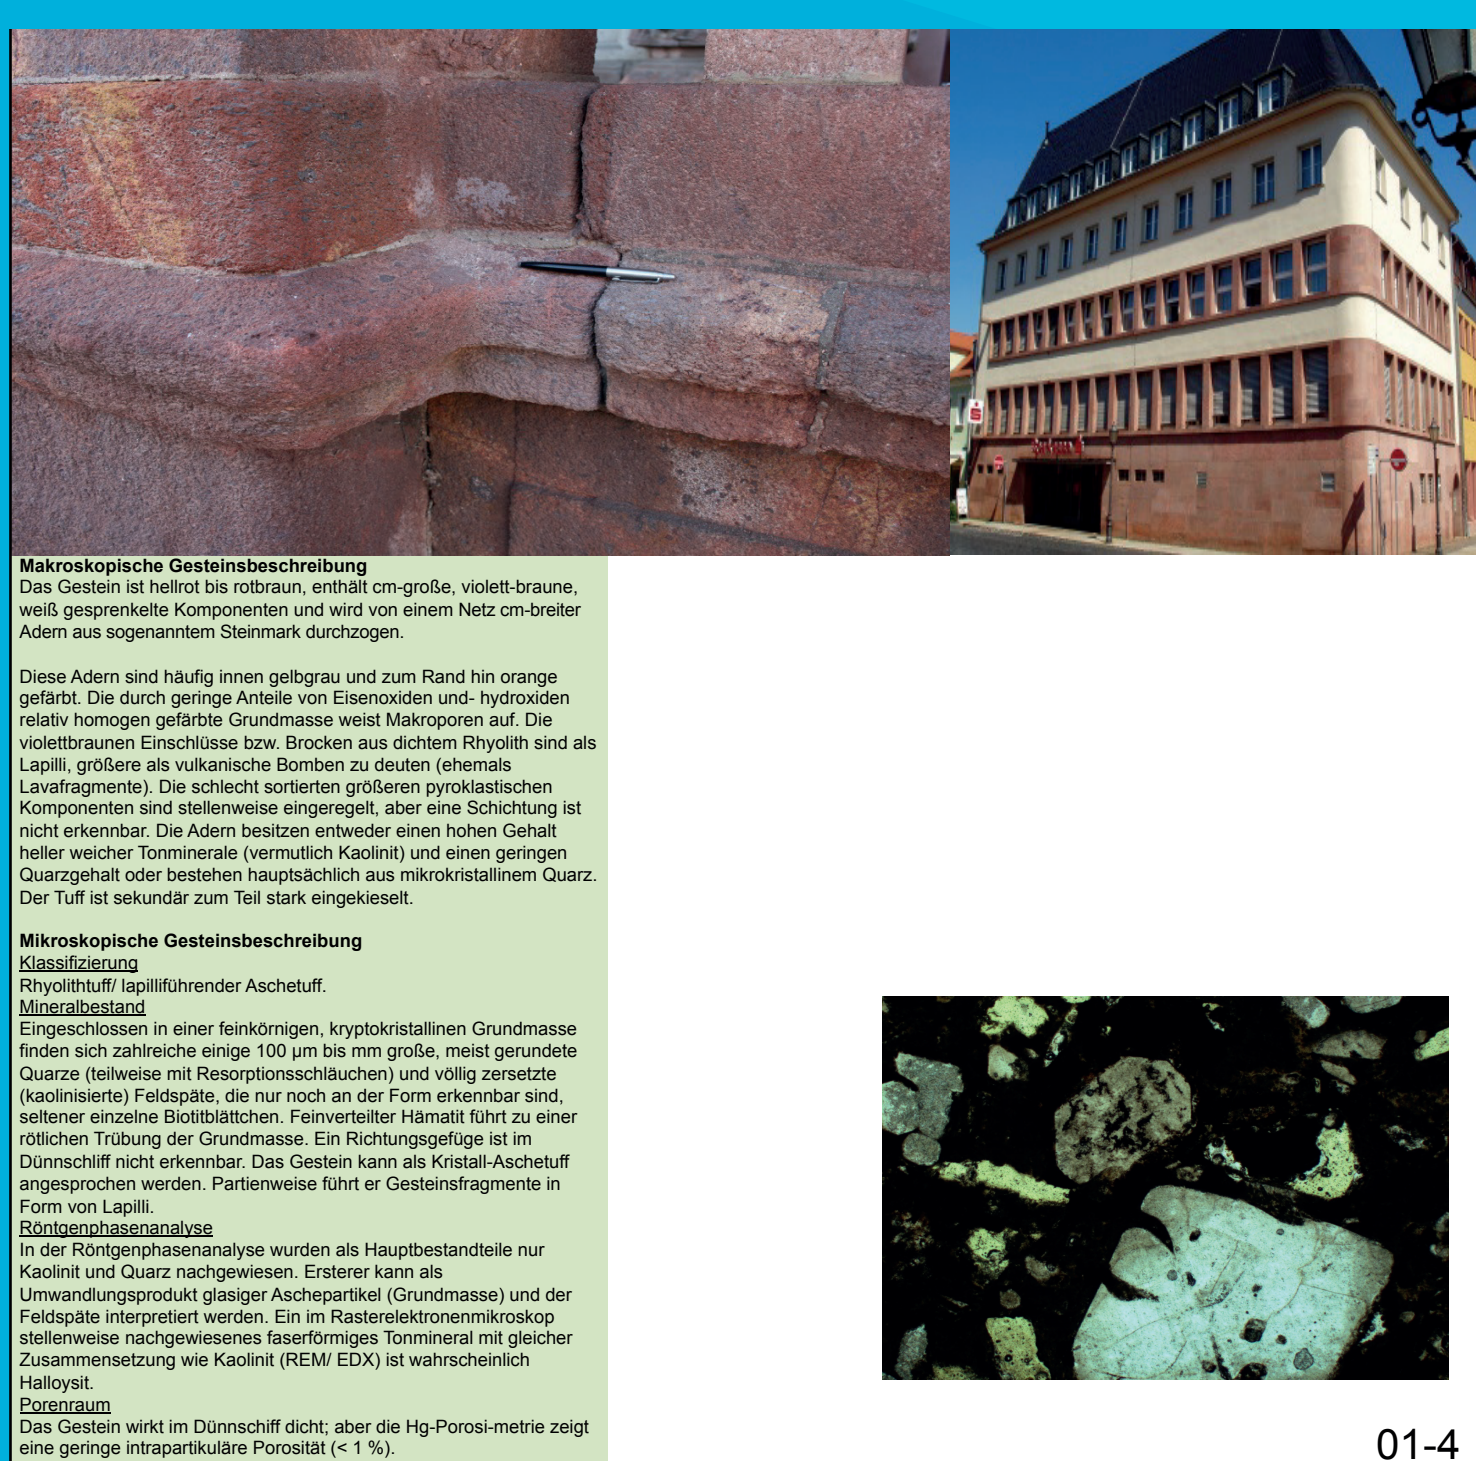 Makroskopische Gesteinsbeschreibung
Das Gestein ist hellrot bis rotbraun, enthält cm-große, violett-braune,
weiß gesprenkelte Komponenten und wird von einem Netz cm-breiter
Adern aus sogenanntem Steinmark durchzogen.
Diese Adern sind häufig innen gelbgrau und zum Rand hin orange
gefärbt. Die durch geringe Anteile von Eisenoxiden und- hydroxiden
relativ homogen gefärbte Grundmasse weist Makroporen auf. Die
violettbraunen Einschlüsse bzw. Brocken aus dichtem Rhyolith sind als
Lapilli, größere als vulkanische Bomben zu deuten (ehemals
Lavafragmente). Die schlecht sortierten größeren pyroklastischen
Komponenten sind stellenweise eingeregelt, aber eine Schichtung ist
nicht erkennbar. Die Adern besitzen entweder einen hohen Gehalt
heller weicher Tonminerale (vermutlich Kaolinit) und einen geringen
Quarzgehalt oder bestehen hauptsächlich aus mikrokristallinem Quarz.
Der Tuff ist sekundär zum Teil stark eingekieselt.
Mikroskopische Gesteinsbeschreibung
Klassifizierung
Rhyolithtuff/ lapilliführender Aschetuff.
Mineralbestand
Eingeschlossen in einer feinkörnigen, kryptokristallinen Grundmasse
finden sich zahlreiche einige 100 µm bis mm große, meist gerundete
Quarze (teilweise mit Resorptionsschläuchen) und völlig zersetzte
(kaolinisierte) Feldspäte, die nur noch an der Form erkennbar sind,
seltener einzelne Biotitblättchen. Feinverteilter Hämatit führt zu einer
rötlichen Trübung der Grundmasse. Ein Richtungsgefüge ist im
Dünnschliff nicht erkennbar. Das Gestein kann als Kristall-Aschetuff
angesprochen werden. Partienweise führt er Gesteinsfragmente in
Form von Lapilli.
Röntgenphasenanalyse
In der Röntgenphasenanalyse wurden als Hauptbestandteile nur
Kaolinit und Quarz nachgewiesen. Ersterer kann als
Umwandlungsprodukt glasiger Aschepartikel (Grundmasse) und der
Feldspäte interpretiert werden. Ein im Rasterelektronenmikroskop
stellenweise nachgewiesenes faserförmiges Tonmineral mit gleicher
Zusammensetzung wie Kaolinit (REM/ EDX) ist wahrscheinlich
Halloysit.
Porenraum
Das Gestein wirkt im Dünnschiff dicht; aber die Hg-Porosi-metrie zeigt
eine geringe intrapartikuläre Porosität (< 1 %).
01-4